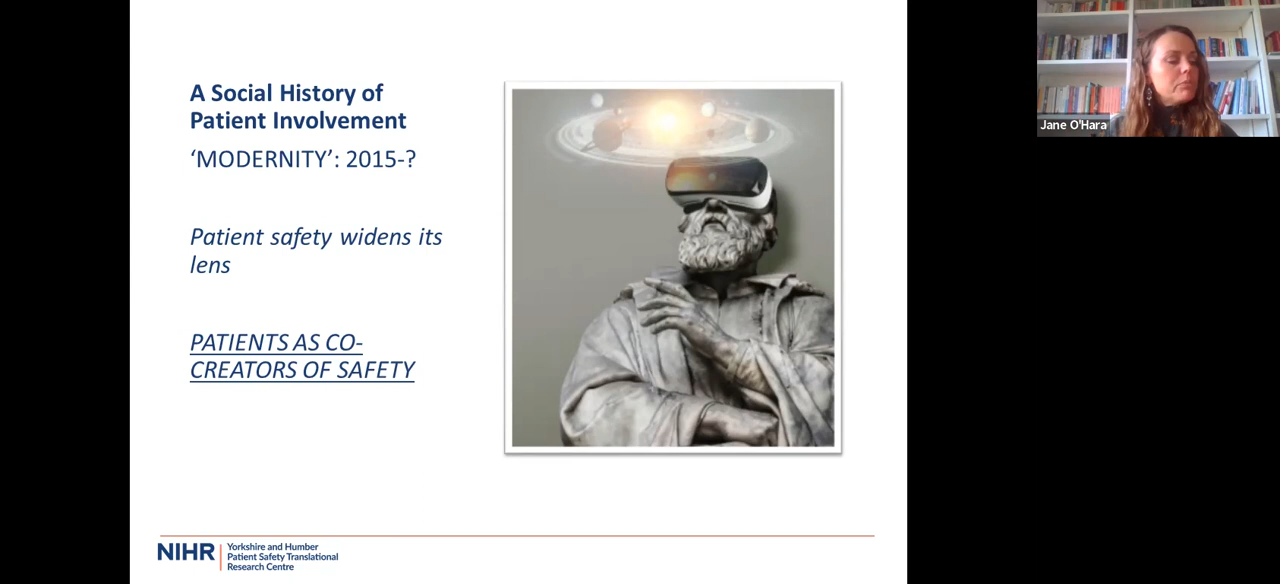 A Social History of
Patient Involvement
‘MODERNITY’: 2015-?
Patient safety widens its
lens
PATIENTS AS CO-
CREATORS OF SAFETY
NIHR
Yorkshire and Humber
Patient Safety Translational
Research Centre
Jane O'Hara